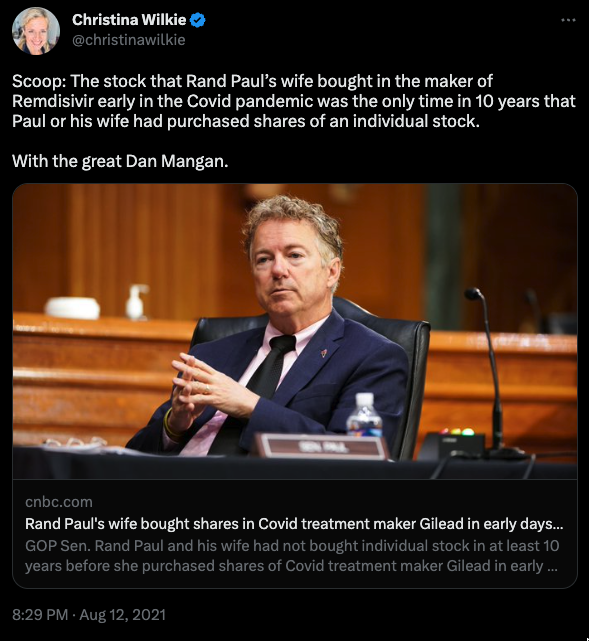 Christina Wilkie
@christinawilkie
Scoop: The stock that Rand Paul's wife bought in the maker of
Remdisivir early in the Covid pandemic was the only time in 10 years that
Paul or his wife had purchased shares of an individual stock.
With the great Dan Mangan.
SEN. PAUL
cnbc.com
Rand Paul's wife bought shares in Covid treatment maker Gilead in early days...
GOP Sen. Rand Paul and his wife had not bought individual stock in at least 10
years before she purchased shares of Covid treatment maker Gilead in early ...
8:29 PM · Aug 12, 2021